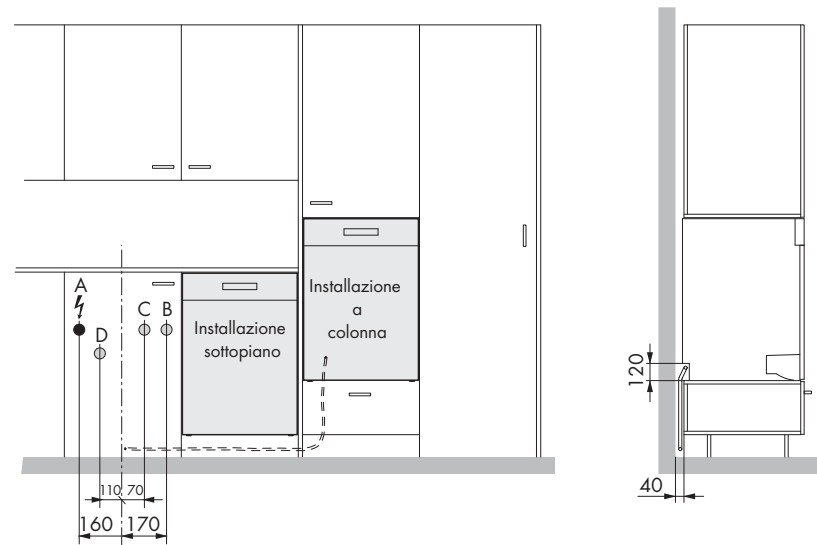 A
D
C B
Installazione
sottopiano
Installazione
a
colonna
110 70
160 170
120
40